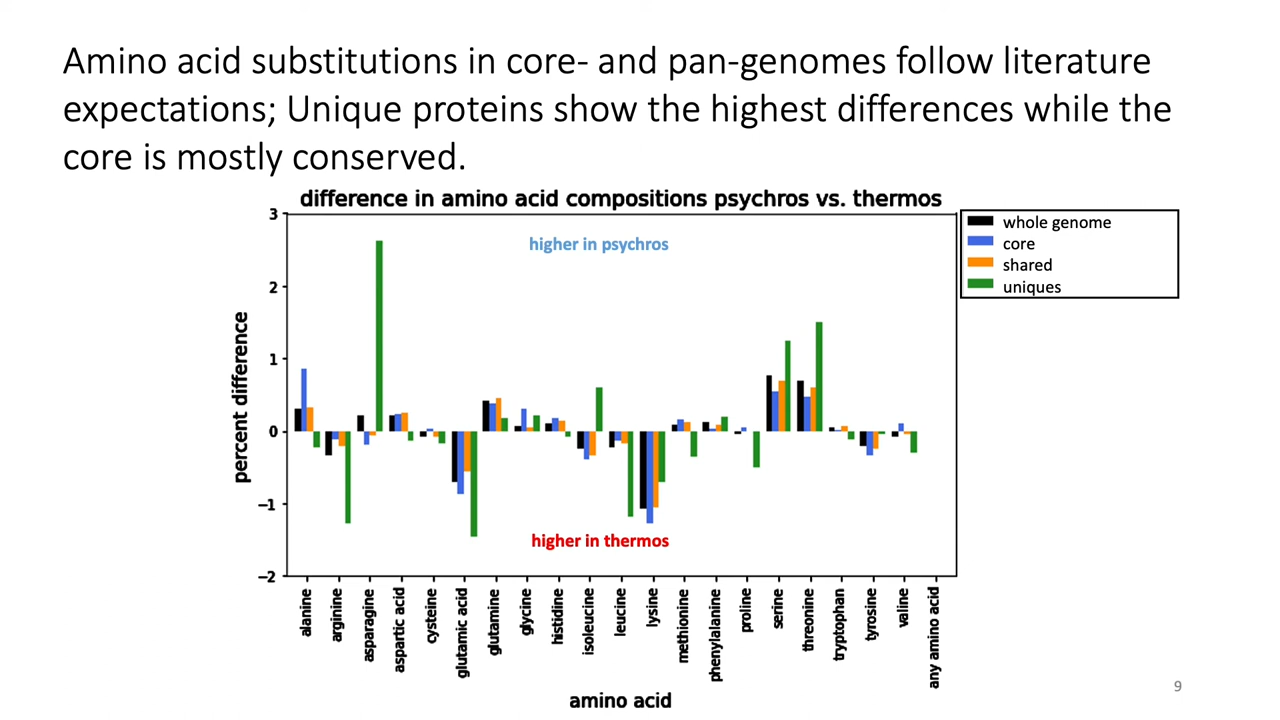 Amino acid substitutions in core- and pan-genomes follow literature
expectations; Unique proteins show the highest differences while the
core is mostly conserved.
difference in amino acid compositions psychros vs. thermos
higher in psychros
higher in thermos
whole genome
core
shared
uniques
percent difference
3
2
1
0
−1
−2
alanine
arginine
asparagine
aspartic acid
cysteine
glutamic acid
glutamine
glycine
histidine
isoleucine
leucine
lysine
methionine
phenylalanine
proline
serine
threonine
tryptophan
tyrosine
valine
any amino acid
amino acid
9